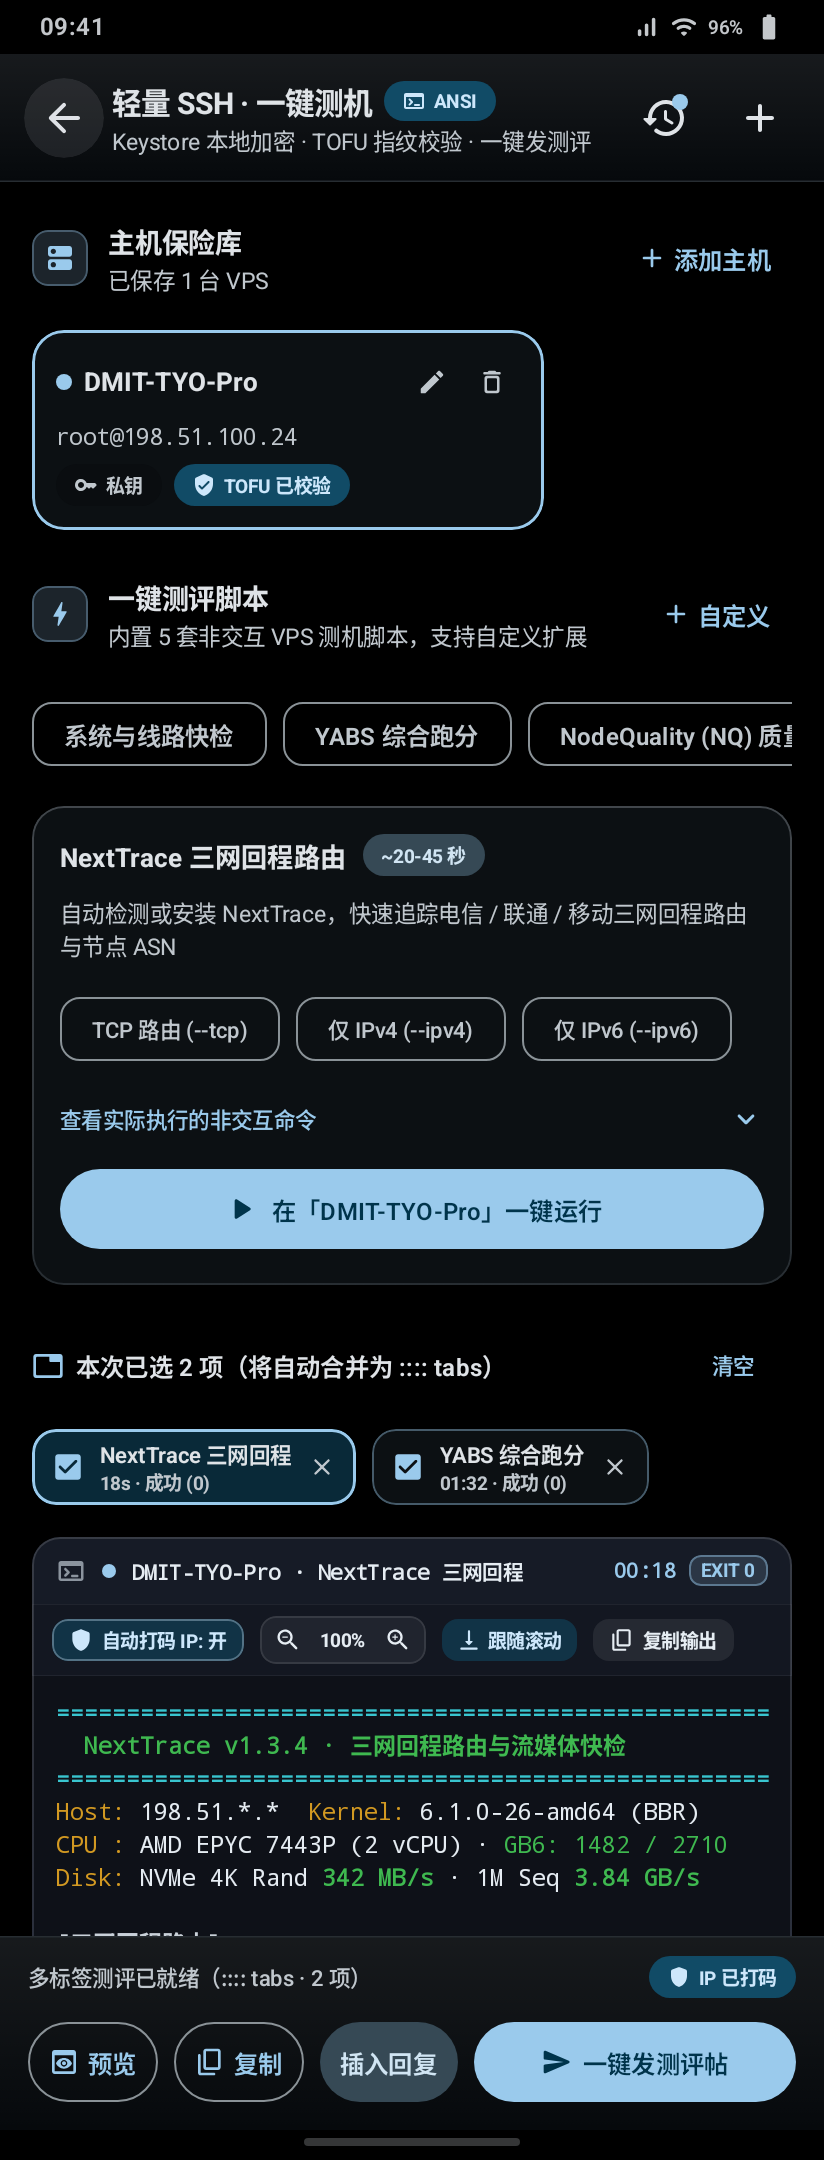 09:41
96%
轻量 SSH · 一键测机
ANSI
Keystore 本地加密 · TOFU 指纹校验 · 一键发测评
主机保险库
已保存 1 台 VPS
添加主机
DMIT-TYO-Pro
root@198.51.100.24
私钥
TOFU 已校验
一键测评脚本
内置 5 套非交互 VPS 测机脚本，支持自定义扩展
自定义
系统与线路快检
YABS 综合跑分
NodeQuality (NQ) 质
NextTrace 三网回程路由
~20-45 秒
自动检测或安装 NextTrace，快速追踪电信 / 联通 / 移动三网回程路由
与节点 ASN
TCP 路由 (--tcp)
仅 IPv4 (--ipv4)
仅 IPv6 (--ipv6)
查看实际执行的非交互命令
在「DMIT-TYO-Pro」一键运行
本次已选 2 项（将自动合并为 :::: tabs）
清空
NextTrace 三网回程
18s · 成功 (0)
YABS 综合跑分
01:32 · 成功 (0)
DMIT-TYO-Pro · NextTrace 三网回程
00:18
EXIT 0
自动打码 IP: 开
100%
跟随滚动
复制输出
===================================================
NextTrace v1.3.4 · 三网回程路由与流媒体快检
===================================================
Host: 198.51.*.* Kernel: 6.1.0-26-amd64 (BBR)
CPU : AMD EPYC 7443P (2 vCPU) · GB6: 1482 / 2710
Disk: NVMe 4K Rand 342 MB/s · 1M Seq 3.84 GB/s
多标签测评已就绪（:::: tabs · 2 项）
IP 已打码
预览
复制
插入回复
一键发测评帖